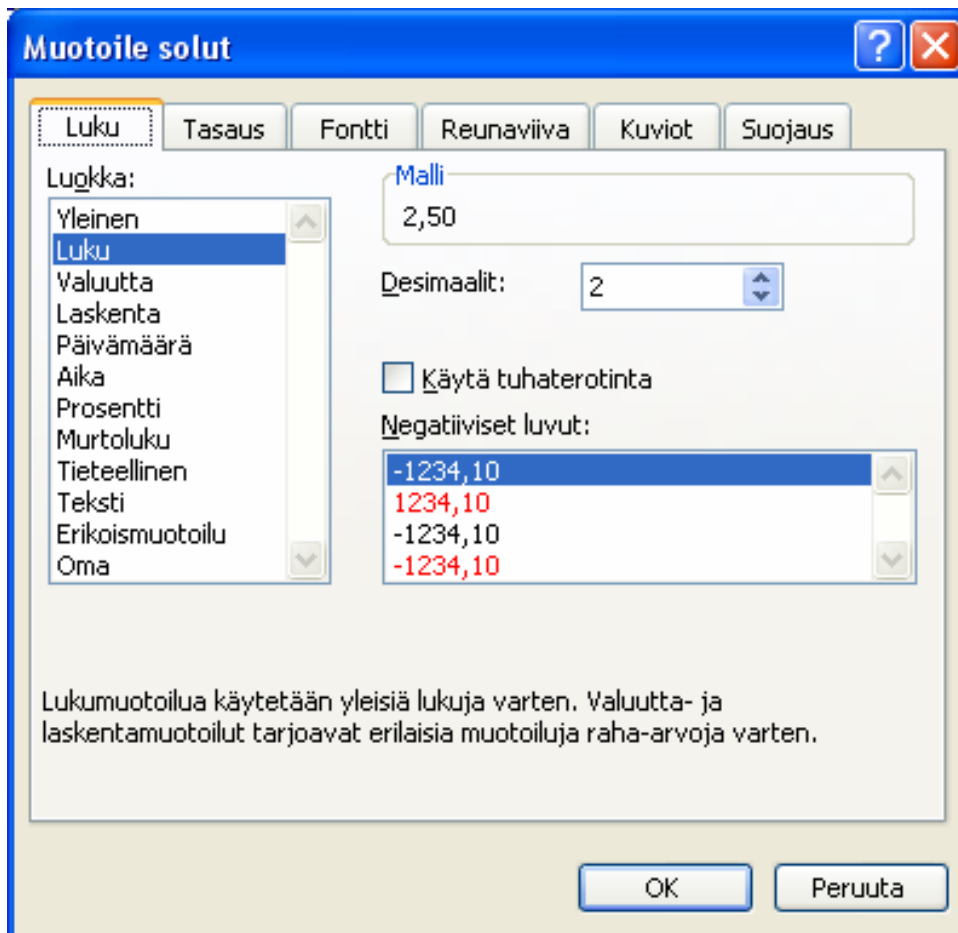 Muotoile solut
Luku Tasaus Fontti Reunaviiva Kuviot Suojaus
Luokka:
Yleinen
Luku
Valuutta
Laskenta
Päivämäärä
Aika
Prosentti
Murtoluku
Tieteellinen
Teksti
Erikoismuotoilu
Oma
Malli
2,50
Desimaalit: 2
Käytä tuhaterotinta
Negatiiviset luvut:
-1234,10
1234,10
-1234,10
-1234,10
Lukumuotoilua käytetään yleisiä lukuja varten. Valuutta- ja
laskentamuotoilut tarjoavat erilaisia muotoiluja raha-arvoja varten.
OK Peruuta